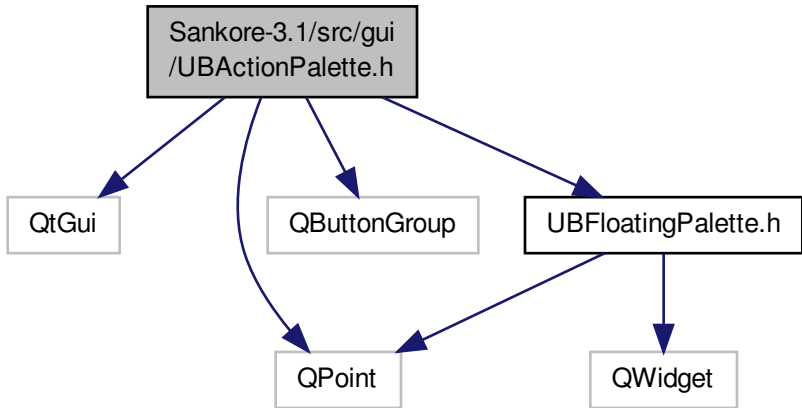 Sankore-3.1/src/gui
/UBActionPalette.h
QtGui
QButtonGroup
UBFloatingPalette.h
QPoint
QWidget